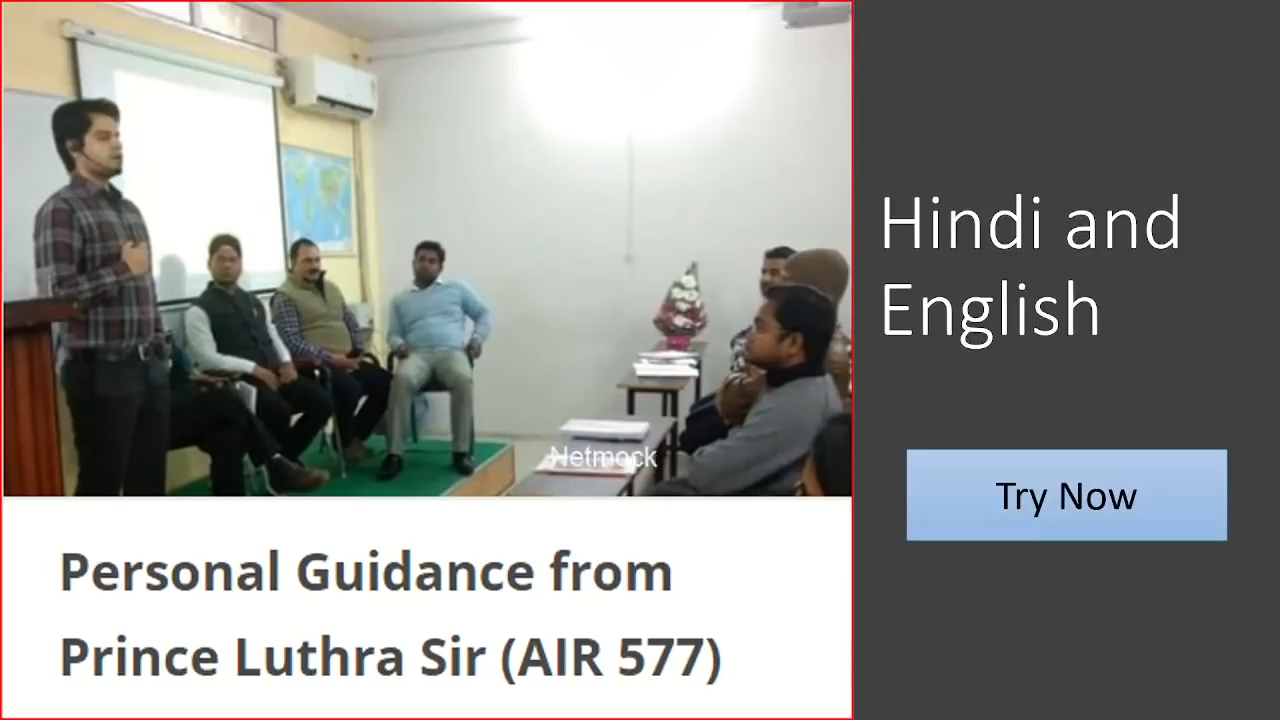 Netmock
Personal Guidance from
Prince Luthra Sir (AIR 577)
Hindi and
English
Try Now